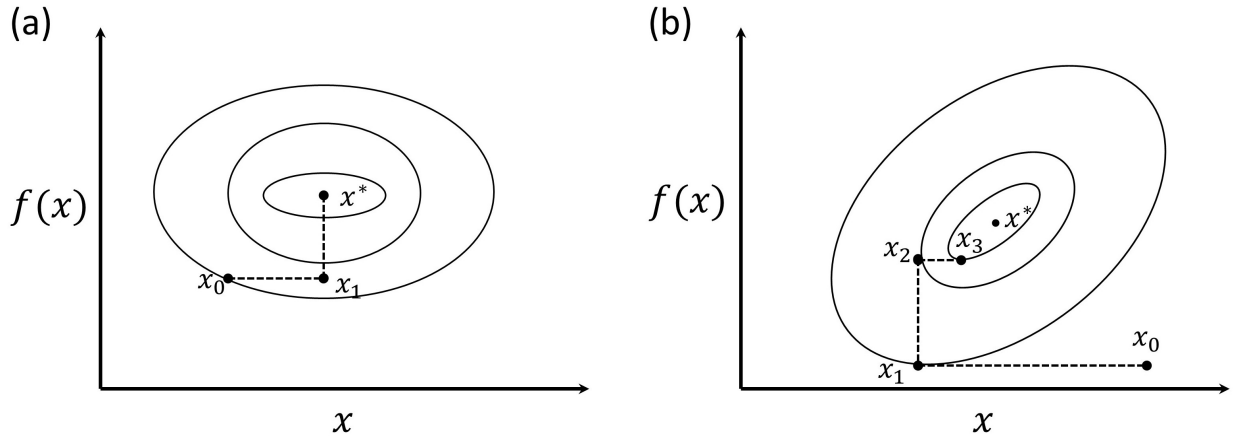 (a)
f(x)
x*
x₀
x₁
x
(b)
f(x)
x*
x₃
x₂
x₀
x₁
x